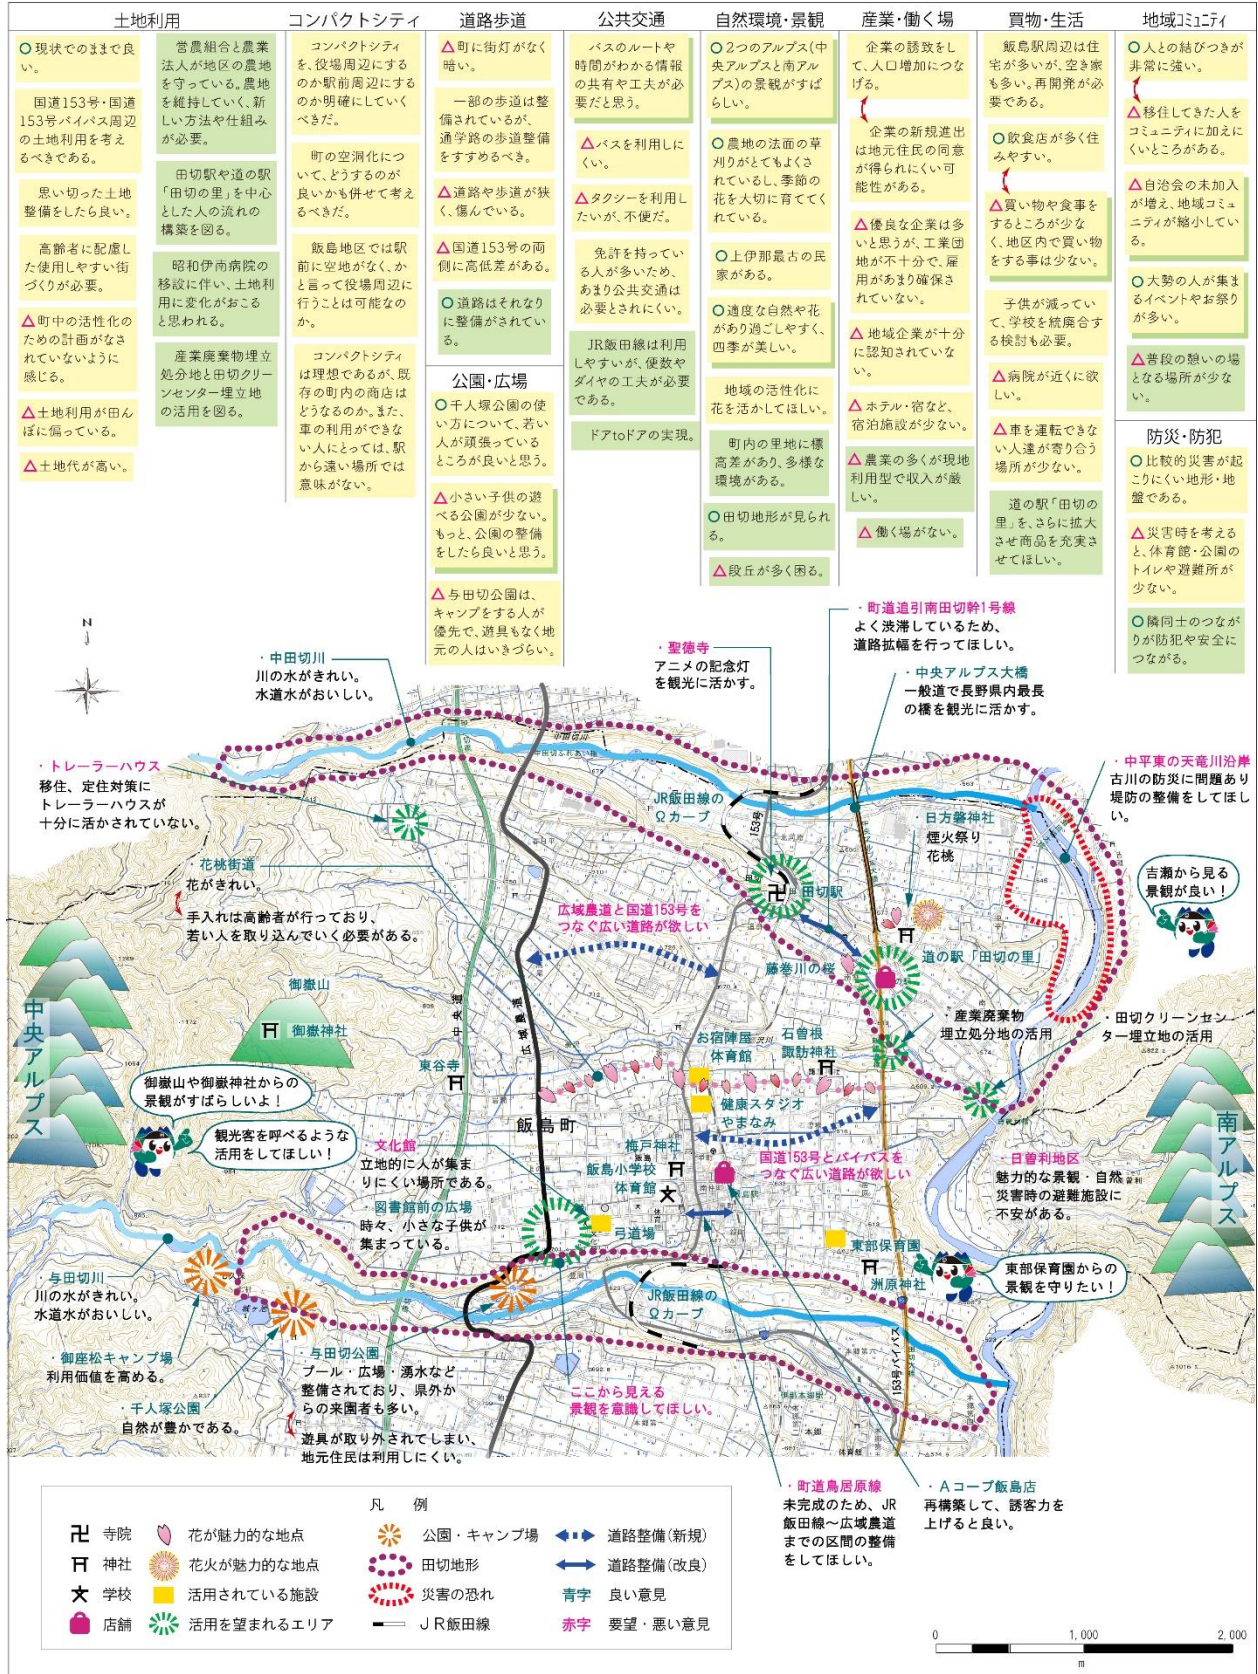 土地利用
○現状でのままで良
い。
国道153号・国道
153号バイパス周辺
の土地利用を考え
るべきである。
思い切った土地
整備をしたら良い。
高齢者に配慮し
た使用しやすい街
づくりが必要。
△町中の活性化の
ための計画がな
されていないように
感じる。
△土地利用が田ん
ぼに偏っている。
△土地代が高い。
営農組合と農業
法人が地区の農地
を守っている。農地
を維持していく、新
しい方法や仕組み
が必要。
田切駅や道の駅
「田切の里」を中心
とした人の流れの
構築を図る。
昭和伊南病院の
移設に伴い、土地利
用に変化がおこる
と思われる。
産業廃棄物埋立
処分地と田切クリー
ンセンター埋立地
の活用を図る。
コンパクトシティ
コンパクトシティ
を、役場周辺にする
のか駅前周辺にする
のか明確にしていく
べきだ。
町の空洞化につ
いて、どうするのが
良いかも併せて考え
るべきだ。
飯島地区では駅
前に空地がなく、か
と言って役場周辺に
行うことは可能なの
か。
コンパクトシティ
は理想であるが、既
存の町内の商店は
どうなるのか。また、
車の利用ができな
い人にとっては、駅
から遠い場所では
意味がない。
道路歩道
△町に街灯がなく
暗い。
一部の歩道は整
備されているが、
通学路の歩道整備
をすすめるべき。
△道路や歩道が狭
く、傷んでいる。
△国道153号の両
側に高低差がある。
○道路はそれなり
に整備がされてい
る。
公園・広場
○千人塚公園の使
い方について、若い
人が頑張っている
ところが良いと思う。
△小さい子供の遊
べる公園が少ない。
もっと、公園の整備
をしたら良いと思う。
△与田切公園は、
キャンプをする人が
優先で、遊具もなく地
元の人はいきづらい。
公共交通
バスのルートや
時間がわかる情報
の共有や工夫が必
要だと思う。
△バスを利用しに
くい。
△タクシーを利用し
たいが、不便だ。
免許を持ってい
る人が多いため、
あまり公共交通は
必要とされにくい。
JR飯田線は利用
しやすいが、便数や
ダイヤの工夫が必要
である。
ドアtoドアの実現。
自然環境・景観
○2つのアルプス(中
央アルプスと南アル
プス)の景観がすば
らしい。
○農地の法面の草
刈りがとてもよくさ
れているし、季節の
花を大切に育ててく
れている。
○上伊那最古の民
家がある。
○適度な自然や花
があり過ごしやすく、
四季が美しい。
地域の活性化に
花を活かしてほしい。
町内の里地に標
高差があり、多様な
環境がある。
○田切地形が見られ
る。
△段丘が多く困る。
産業・働く場
企業の誘致をし
て、人口増加につな
げる。
企業の新規進出
は地元住民の同意
が得られにくい可
能性がある。
△優良な企業は多
いと思うが、工業団
地が不十分で、雇
用があまり確保さ
れていない。
△地域企業が十分
に認知されていな
い。
△ホテル・宿など、
宿泊施設が少ない。
△農業の多くが現地
利用型で収入が厳
しい。
△働く場がない。
買物・生活
飯島駅周辺は住
宅が多いが、空き家
も多い。再開発が必
要である。
○飲食店が多く住
みやすい。
△買い物や食事を
するところが少な
く、地区内で買い物
をする事は少ない。
子供が減ってい
て、学校を統廃合す
る検討も必要。
△病院が近くに欲
しい。
△車を運転できな
い人達が寄り合う
場所が少ない。
道の駅「田切の
里」を、さらに拡大
させ商品を充実さ
せてほしい。
地域コミュニティ
○人との結びつきが
非常に強い。
△移住してきた人を
コミュニティに加えに
くいところがある。
△自治会の未加入
が増え、地域コミュ
ニティが縮小してい
る。
○大勢の人が集ま
るイベントやお祭り
が多い。
△普段の憩いの場
となる場所が少な
い。
防災・防犯
○比較的災害が起
こりにくい地形・地
盤である。
△災害時を考える
と、体育館・公園の
トイレや避難所が
少ない。
○隣同士のつなが
りが防犯や安全に
つながる。
N
・中田切川
川の水がきれい。
水道水がおいしい。
・聖徳寺
アニメの記念灯
を観光に活かす。
・町道追引南田切幹1号線
よく渋滞しているため、
道路拡幅を行ってほしい。
・中央アルプス大橋
一般道で長野県内最長
の橋を観光に活かす。
・中平東の天竜川沿岸
古川の防災に問題あり
堤防の整備をしてほし
い。
・トレーラーハウス
移住、定住対策に
トレーラーハウスが
十分に活かされていない。
JR飯田線の
Ωカーブ
153号
・日方磐神社
煙火祭り
花桃
吉瀬から見る
景観が良い!
・花桃街道
花がきれい。
手入れは高齢者が行っており、
若い人を取り込んでいく必要がある。
田切駅
広域農道と国道153号を
つなぐ広い道路が欲しい
藤巻川の桜
道の駅「田切の里」
・産業廃棄物
埋立処分地の活用
・田切クリーンセン
ター埋立地の活用
中央アルプス
御嶽山
御嶽神社
中央道
広域農道
東谷寺
お宿陣屋
体育館
石曽根
諏訪神社
健康スタジオ
やまなみ
南アルプス
御嶽山や御嶽神社からの
景観がすばらしいよ!
観光客を呼べるような
活用をしてほしい!
飯島町
梅戸神社
飯島小学校
体育館
国道153号とバイパスを
つなぐ広い道路が欲しい
・文化館
立地的に人が集ま
りにくい場所である。
・図書館前の広場
時々、小さな子供が
集まっている。
弓道場
・日曽利地区
魅力的な景観・自然
災害時の避難施設に
不安がある。
東部保育園
洲原神社
東部保育園からの
景観を守りたい!
・与田切川
川の水がきれい。
水道水がおいしい。
JR飯田線の
Ωカーブ
153号バイパス
・御座松キャンプ場
利用価値を高める。
・千人塚公園
自然が豊かである。
・与田切公園
プール・広場・湧水など
整備されており、県外か
らの来園者も多い。
遊具が取り外されてしまい、
地元住民は利用しにくい。
ここから見える
景観を意識してほしい。
・町道鳥居原線
未完成のため、JR
飯田線~広域農道
までの区間の整備
をしてほしい。
・Aコープ飯島店
再構築して、誘客力を
上げると良い。
凡 例
寺院
花が魅力的な地点
公園・キャンプ場
道路整備(新規)
神社
花火が魅力的な地点
田切地形
道路整備(改良)
学校
活用されている施設
災害の恐れ
青字 良い意見
店舗
活用を望まれるエリア
JR飯田線
赤字 要望・悪い意見
0 1,000 2,000
m